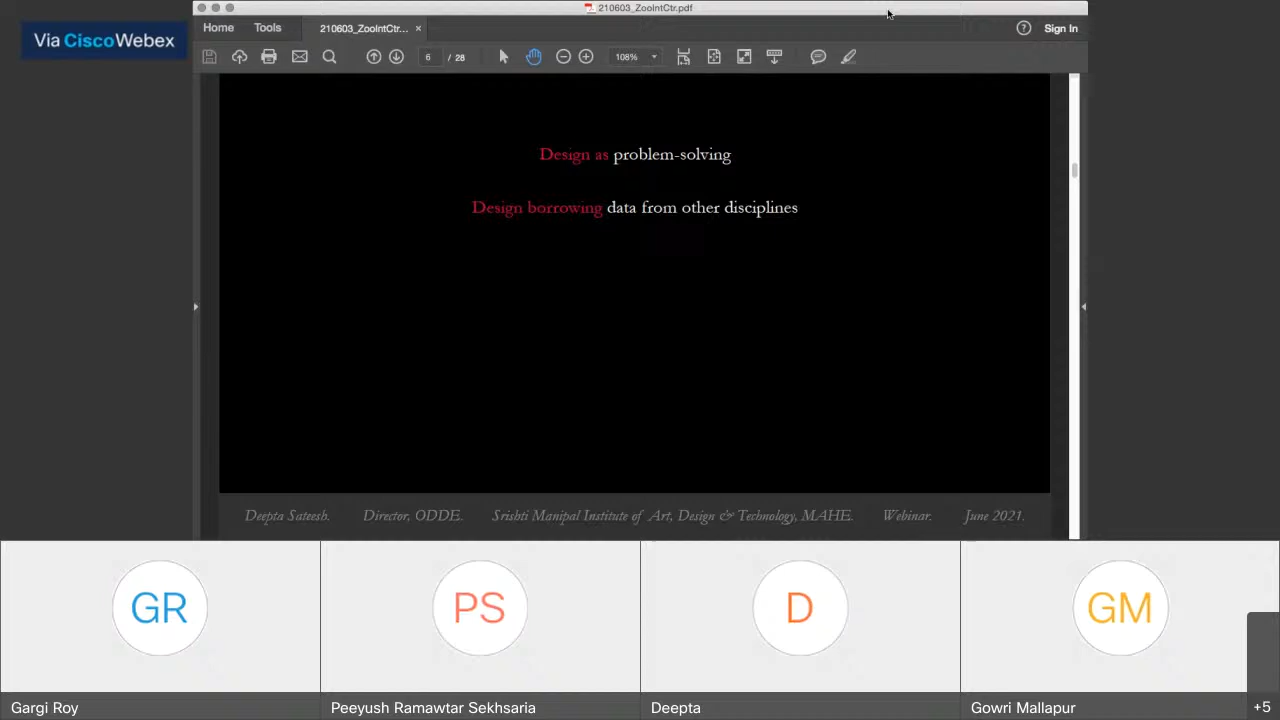 210603_ZooIntCtr.pdf
Via CiscoWebex
Home Tools 210603_ZooIntCtr... × ? Sign In
6 / 28 108%
Design as problem-solving
Design borrowing data from other disciplines
Deepta Sateesh. Director, ODDE. Srishti Manipal Institute of Art, Design & Technology, MAHE. Webinar. June 2021.
GR PS D GM
Gargi Roy Peeyush Ramawtar Sekhsaria Deepta Gowri Mallapur +5